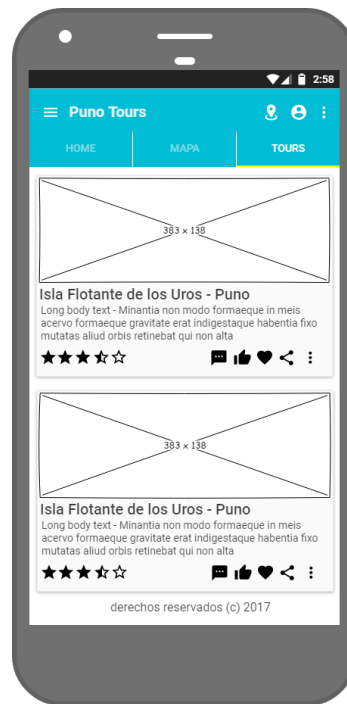 2:58
Puno Tours
HOME MAPA TOURS
383 x 138
Isla Flotante de los Uros - Puno
Long body text - Minantia non modo formaeque in meis
acervo formaeque gravitate erat indigestaque habentia fixo
mutatas aliud orbis retinebat qui non alta
383 x 138
Isla Flotante de los Uros - Puno
Long body text - Minantia non modo formaeque in meis
acervo formaeque gravitate erat indigestaque habentia fixo
mutatas aliud orbis retinebat qui non alta
derechos reservados (c) 2017